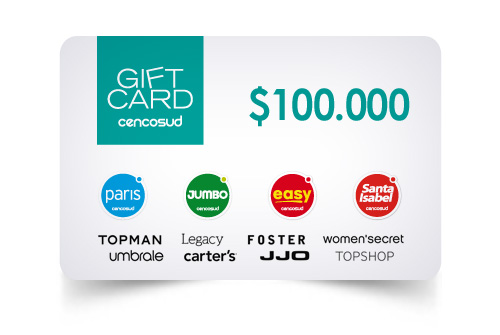 GIFT
CARD
cencosud
$100.000
paris
cencosud
JUMBO
cencosud
easy
cencosud
Santa
Isabel
cencosud
TOPMAN
umbrale
Legacy
carter's
FOSTER
JJO
women'secret
TOPSHOP